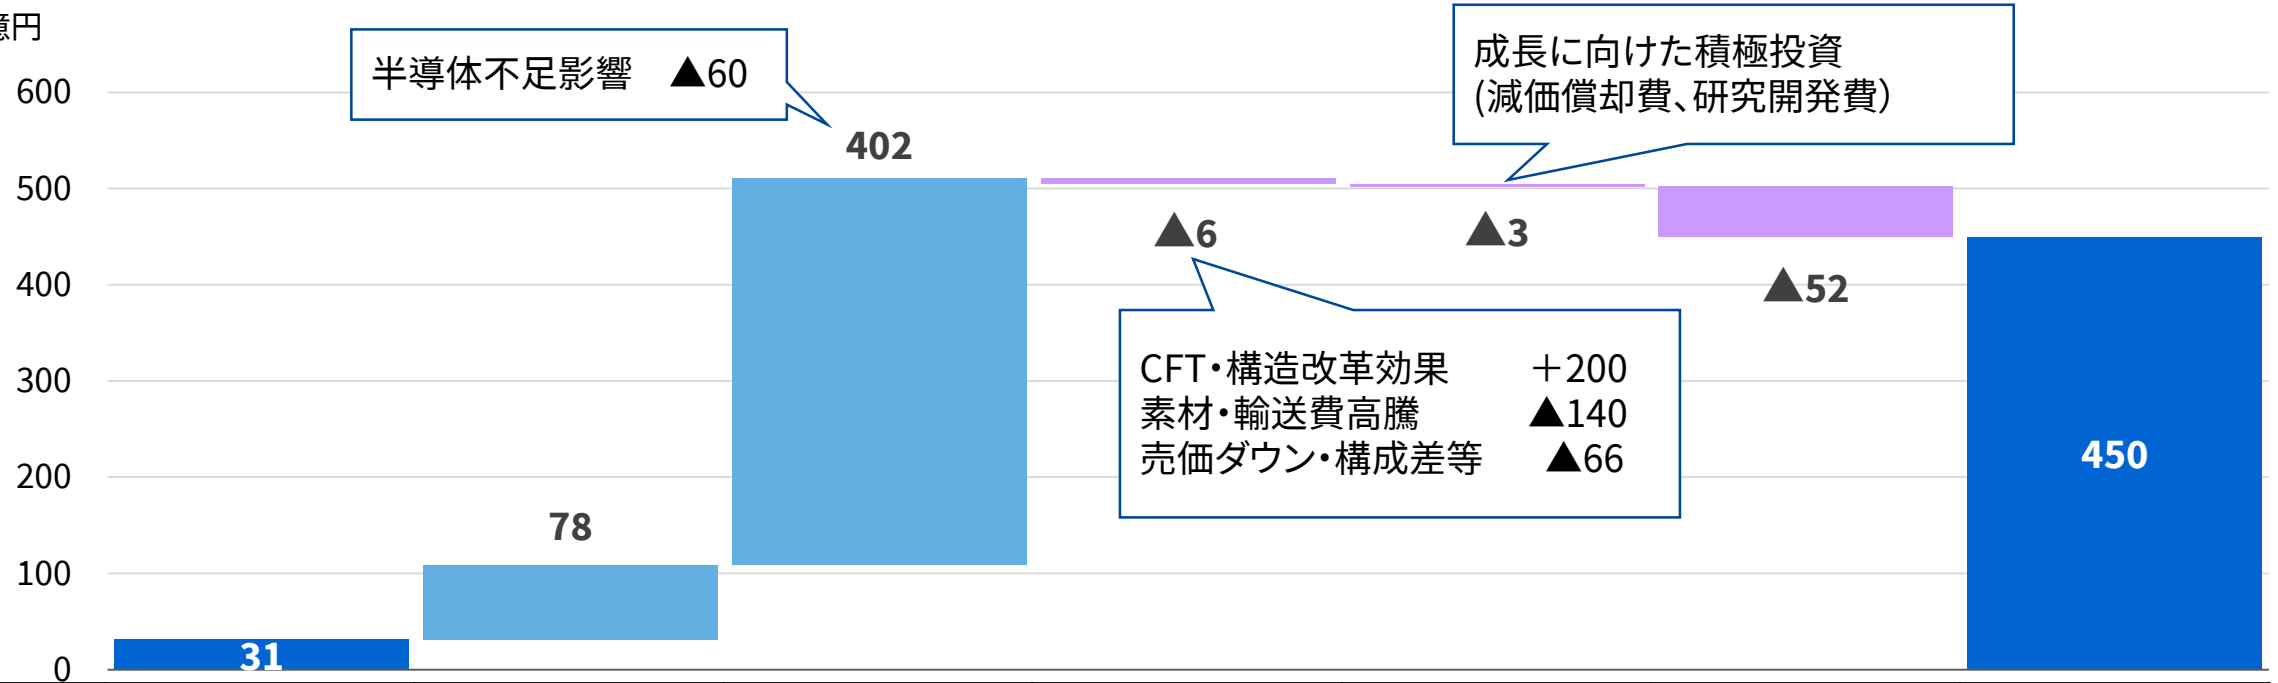 億円
600
500
400
300
200
100
0
半導体不足影響　▲60
成長に向けた積極投資
(減価償却費、研究開発費）
402
▲6
▲3
▲52
CFT・構造改革効果　＋200
素材・輸送費高騰　▲140
売価ダウン・構成差等　▲66
78
31
450